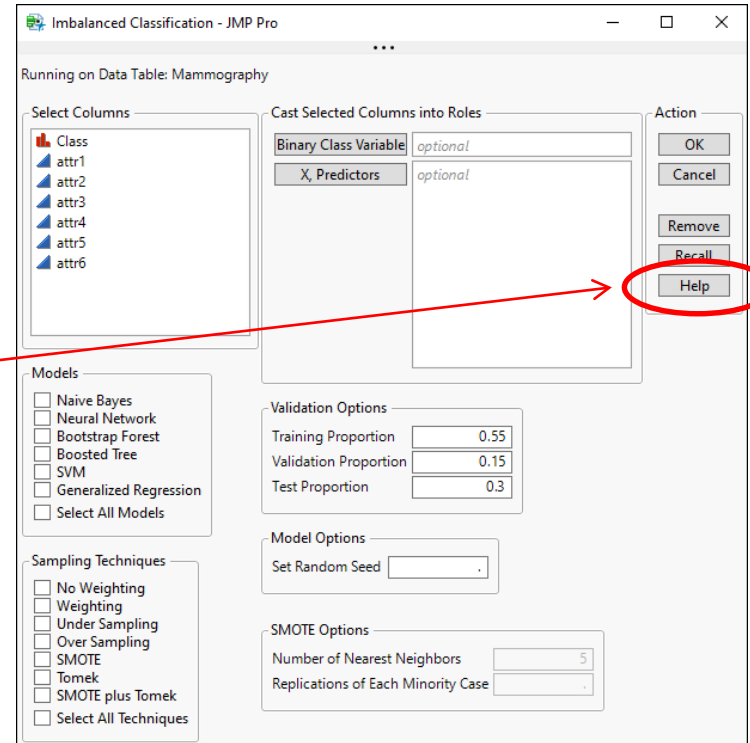 Imbalanced Classification - JMP Pro
Running on Data Table: Mammography
Select Columns
Class
attr1
attr2
attr3
attr4
attr5
attr6
Cast Selected Columns into Roles
Binary Class Variable optional
X, Predictors optional
Action
OK
Cancel
Remove
Recall
Help
Models
Naive Bayes
Neural Network
Bootstrap Forest
Boosted Tree
SVM
Generalized Regression
Select All Models
Validation Options
Training Proportion 0.55
Validation Proportion 0.15
Test Proportion 0.3
Model Options
Set Random Seed .
Sampling Techniques
No Weighting
Weighting
Under Sampling
Over Sampling
SMOTE
Tomek
SMOTE plus Tomek
Select All Techniques
SMOTE Options
Number of Nearest Neighbors 5
Replications of Each Minority Case .